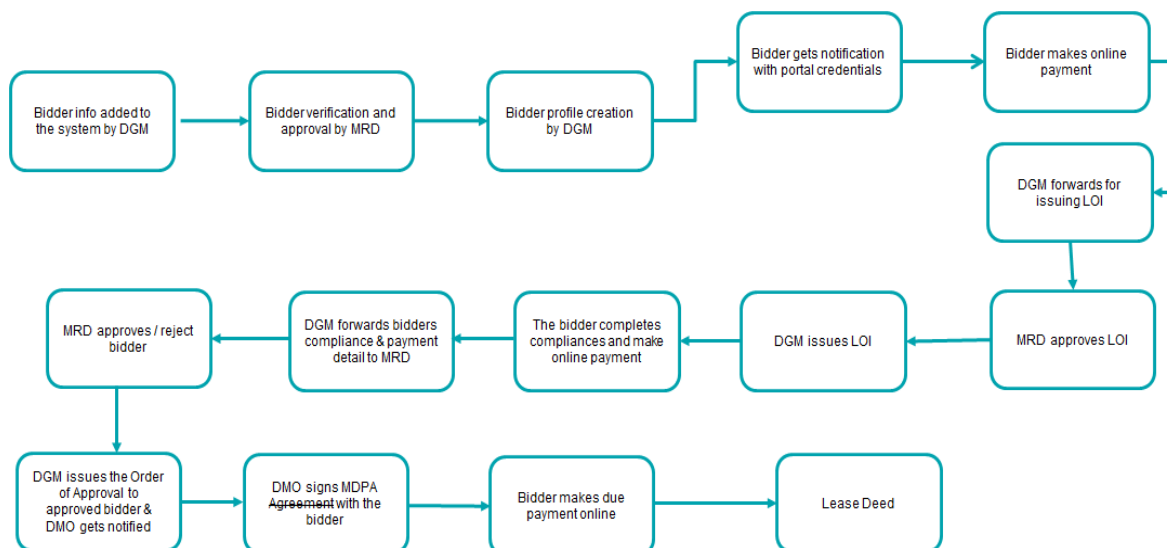 Bidder info added to
the system by DGM
Bidder verification and
approval by MRD
Bidder profile creation
by DGM
Bidder gets notification
with portal credentials
Bidder makes online
payment
DGM forwards for
issuing LOI
MRD approves LOI
DGM issues LOI
The bidder completes
compliances and make
online payment
DGM forwards bidders
compliance & payment
detail to MRD
MRD approves / reject
bidder
DGM issues the Order
of Approval to
approved bidder &
DMO gets notified
DMO signs MDPA
Agreement with the
bidder
Bidder makes due
payment online
Lease Deed